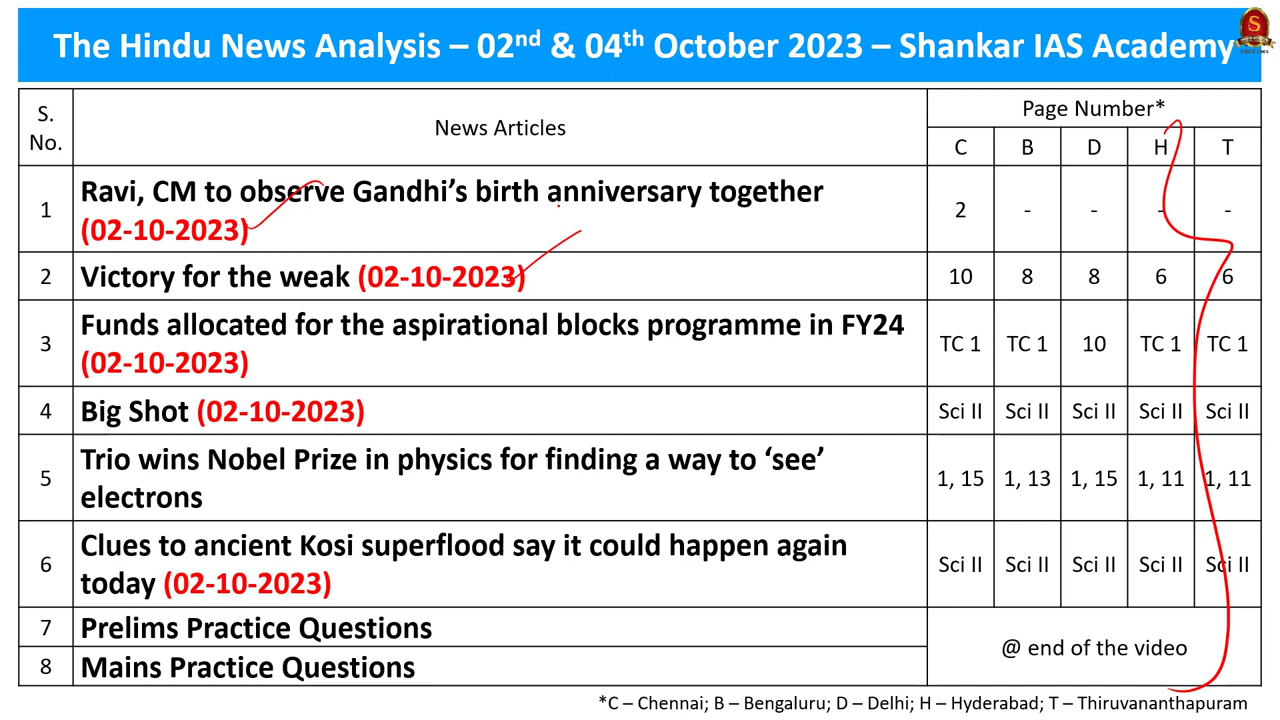 The Hindu News Analysis – 02nd & 04th October 2023 – Shankar IAS Academy
S. No.
News Articles
Page Number*
C B D H T
1 Ravi, CM to observe Gandhi's birth anniversary together (02-10-2023) 2 - - - -
2 Victory for the weak (02-10-2023) 10 8 8 6 6
3 Funds allocated for the aspirational blocks programme in FY24 (02-10-2023) TC 1 TC 1 10 TC 1 TC 1
4 Big Shot (02-10-2023) Sci II Sci II Sci II Sci II Sci II
5 Trio wins Nobel Prize in physics for finding a way to ‘see’ electrons 1, 15 1, 13 1, 15 1, 11 1, 11
6 Clues to ancient Kosi superflood say it could happen again today (02-10-2023) Sci II Sci II Sci II Sci II Sci II
7 Prelims Practice Questions
8 Mains Practice Questions
@ end of the video
*C – Chennai; B – Bengaluru; D – Delhi; H – Hyderabad; T – Thiruvananthapuram